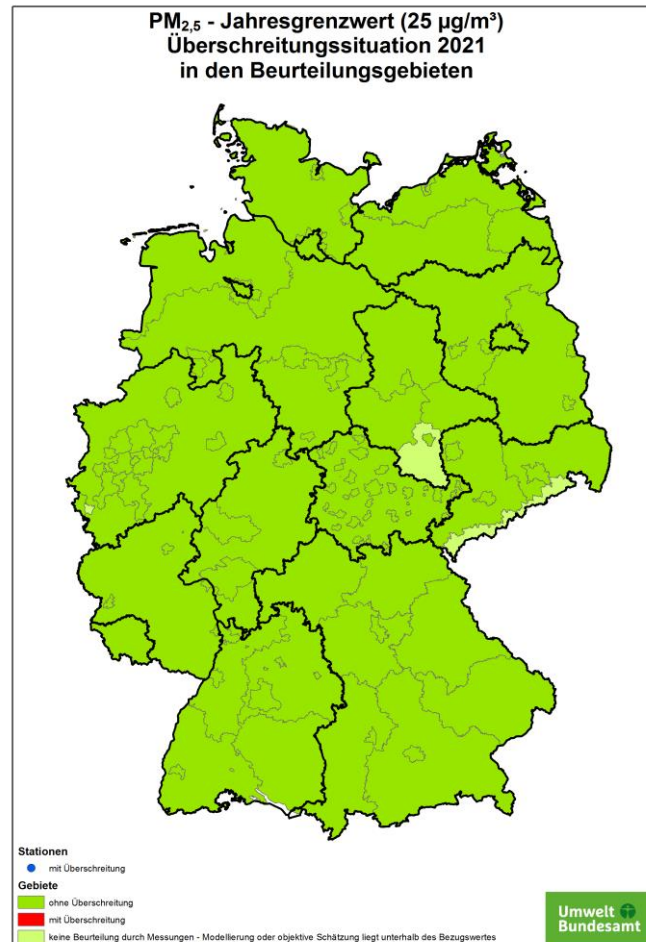 PM2,5 - Jahresgrenzwert (25 µg/m³)
Überschreitungssituation 2021
in den Beurteilungsgebieten
Stationen
mit Überschreitung
Gebiete
ohne Überschreitung
mit Überschreitung
keine Beurteilung durch Messungen - Modellierung oder objektive Schätzung liegt unterhalb des Bezugswertes
Umwelt
Bundesamt